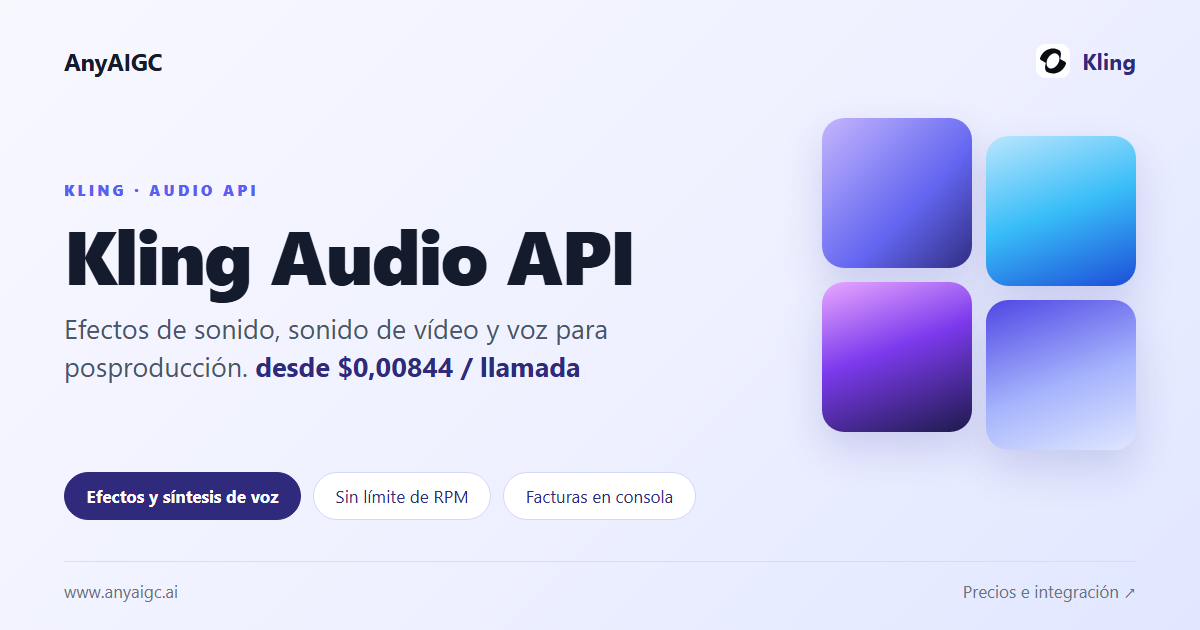 AnyAIGC
Kling
KLING · AUDIO API
Kling Audio API
Efectos de sonido, sonido de vídeo y voz para
posproducción. desde $0,00844 / llamada
Efectos y síntesis de voz
Sin límite de RPM
Facturas en consola
www.anyaigc.ai
Precios e integración ↗